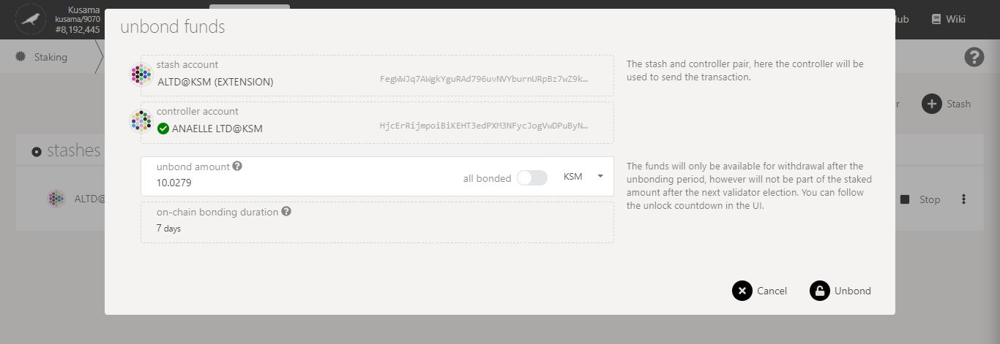 Kusama
kusama/9070
#8,192,445
Wiki
unbond funds
Staking
stash account
ALTD@KSM (EXTENSION)
FegWWJq7AWgkYguRAd796uvNVYburnURpBz7wZ9k…
The stash and controller pair, here the controller will be
used to send the transaction.
controller account
ANAELLE LTD@KSM
HjcErRijmpoiBiKEHT3edPXM3NFycJogVwDPuByN…
Stash
stashes
unbond amount
10.0279
all bonded
KSM
The funds will only be available for withdrawal after the
unbonding period, however will not be part of the staked
amount after the next validator election. You can follow
the unlock countdown in the UI.
ALTD@
Stop
on-chain bonding duration
7 days
Cancel
Unbond